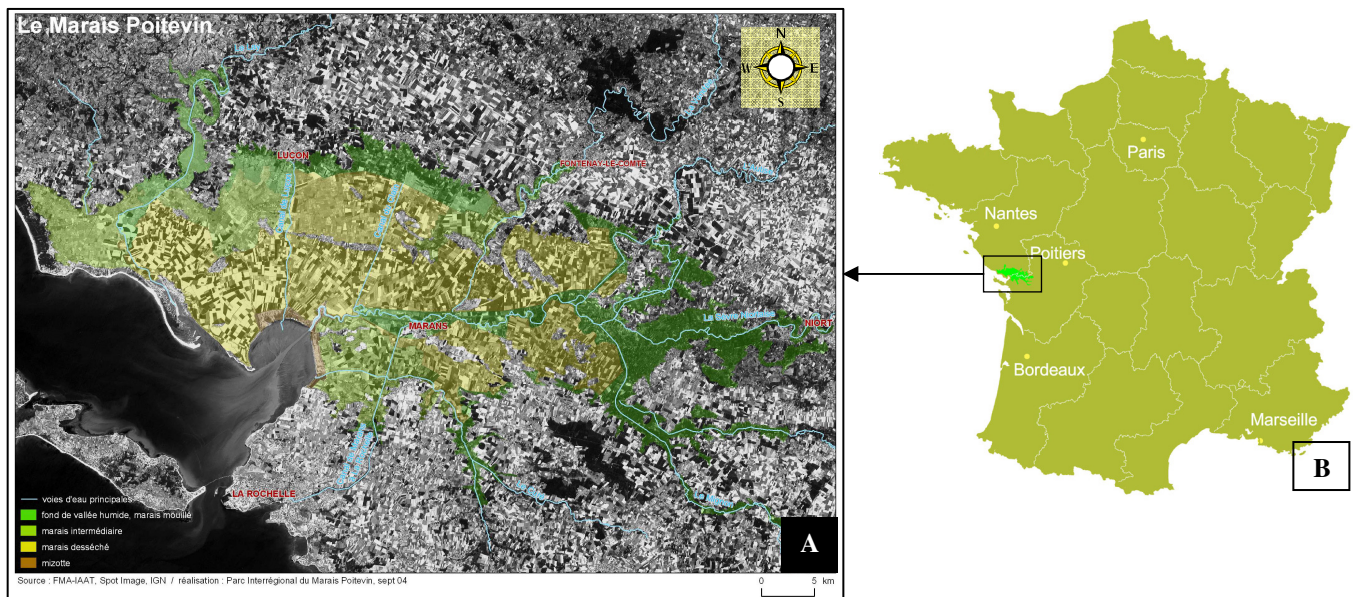 Le Marais Poitevin
N
W E
S
Le Lay
LUCON
FONTENAY-LE-COMTE
MARANS
La Sèvre niortaise
NIORT
LA ROCHELLE
voies d'eau principales
fond de vallée humide, marais mouillé
marais intermédiaire
marais desséché
mizotte
A
Source : FMA-IAAT, Spot Image, IGN / réalisation : Parc Interrégional du Marais Poitevin, sept 04
0 5 km
Paris
Nantes
Poitiers
Bordeaux
Marseille
B